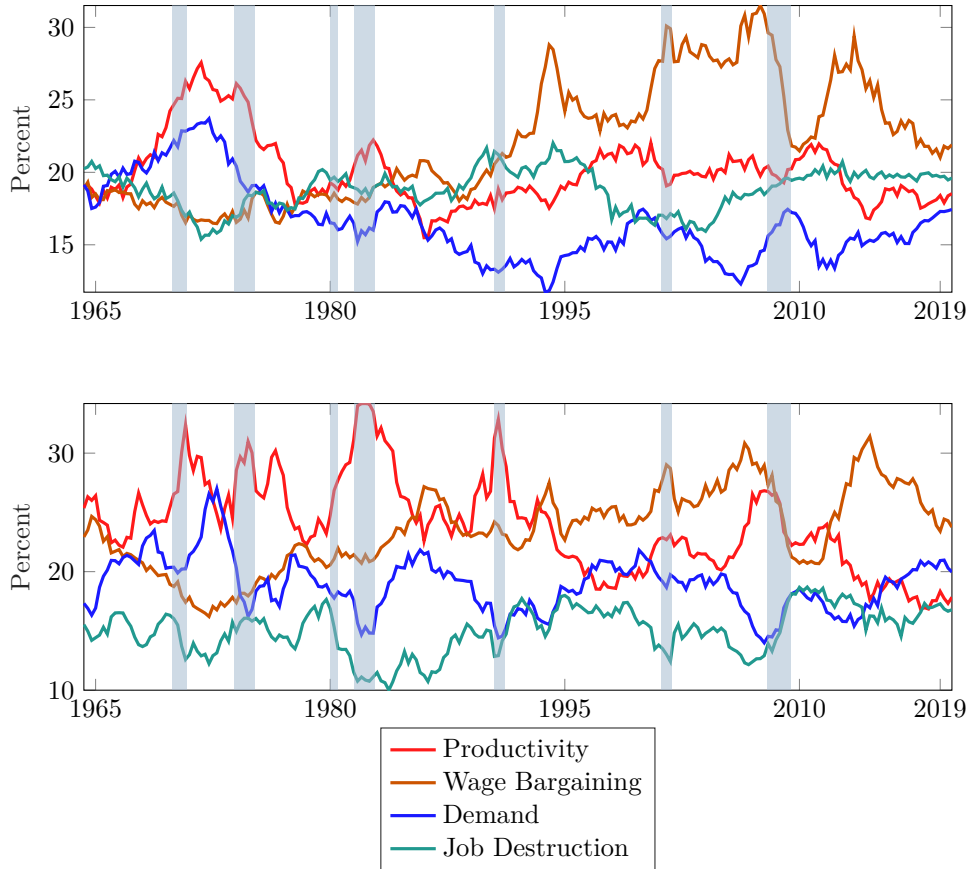 30
25
20
15
Percent
1965
1980
1995
2010
2019
30
20
10
Percent
1965
1980
1995
2010
2019
Productivity
Wage Bargaining
Demand
Job Destruction